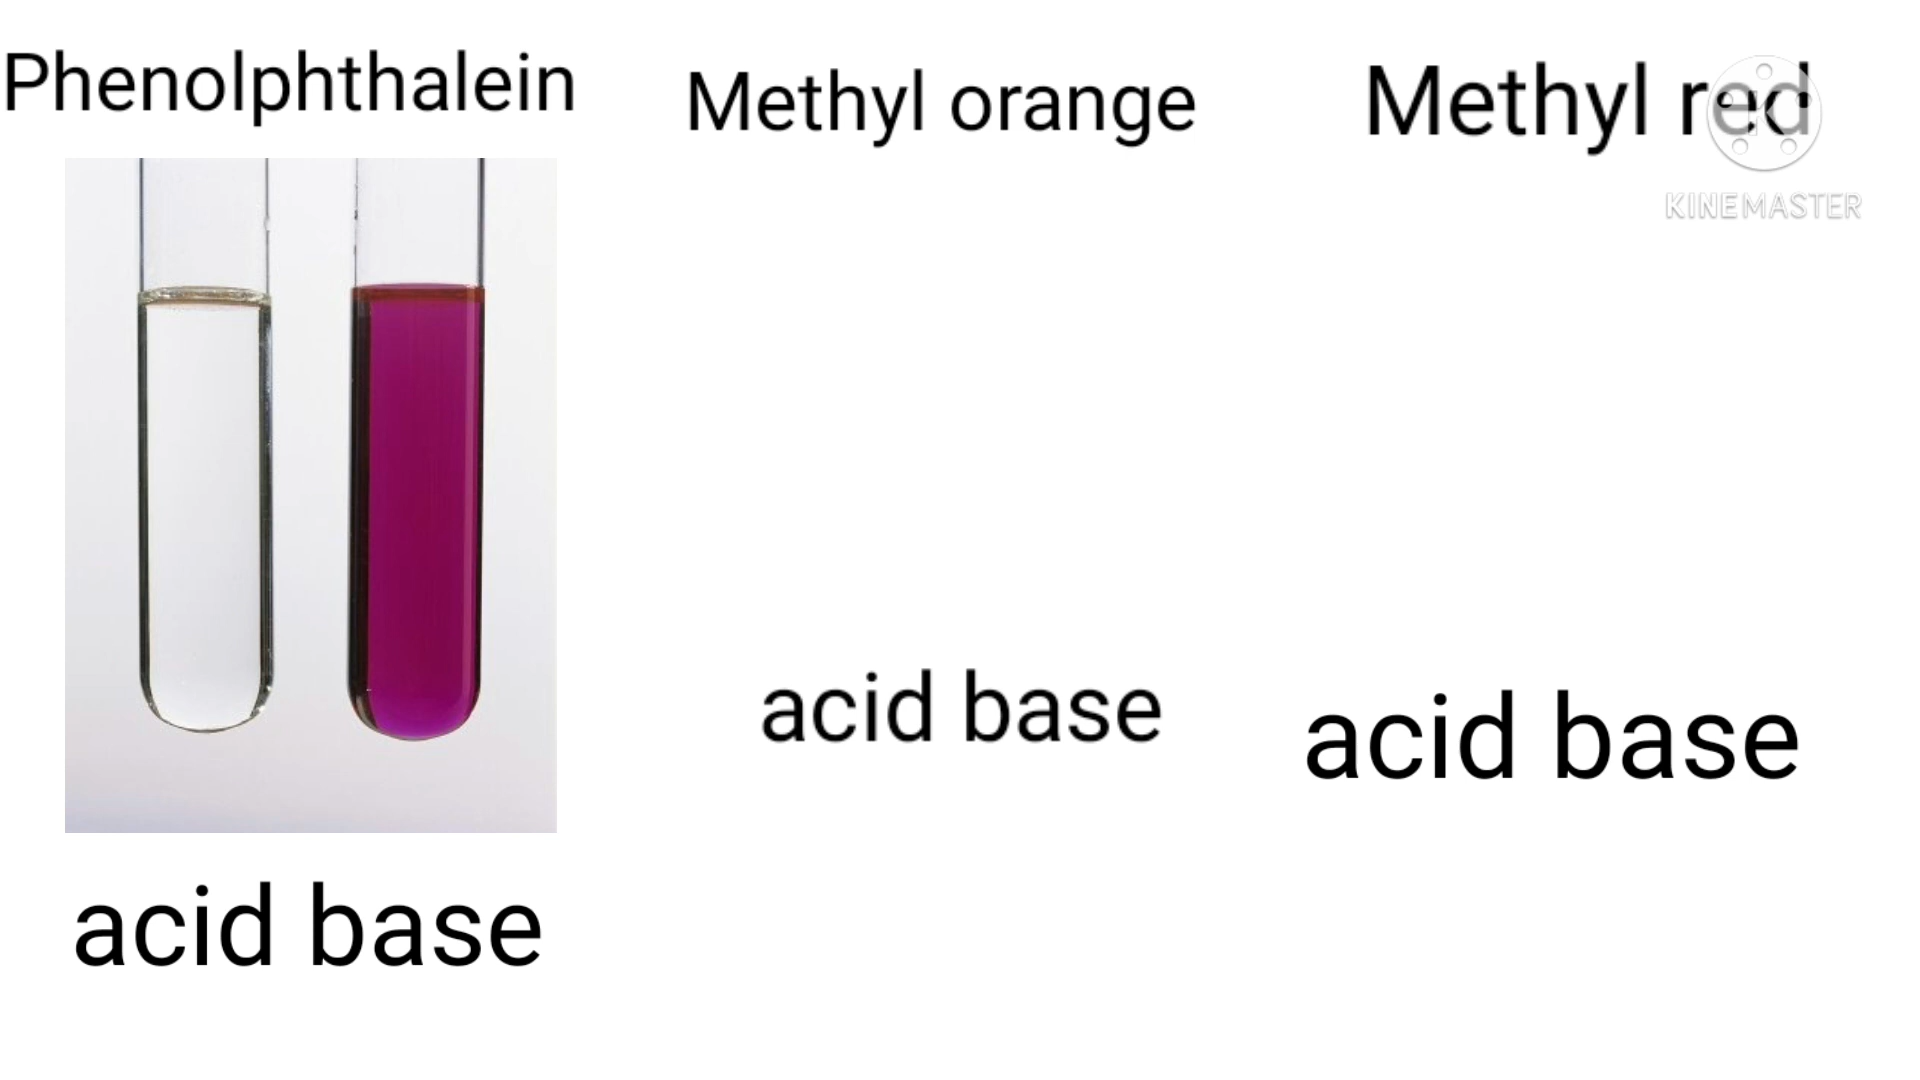 Phenolphthalein
Methyl orange
Methyl red
KINEMASTER
acid base
acid base
acid base